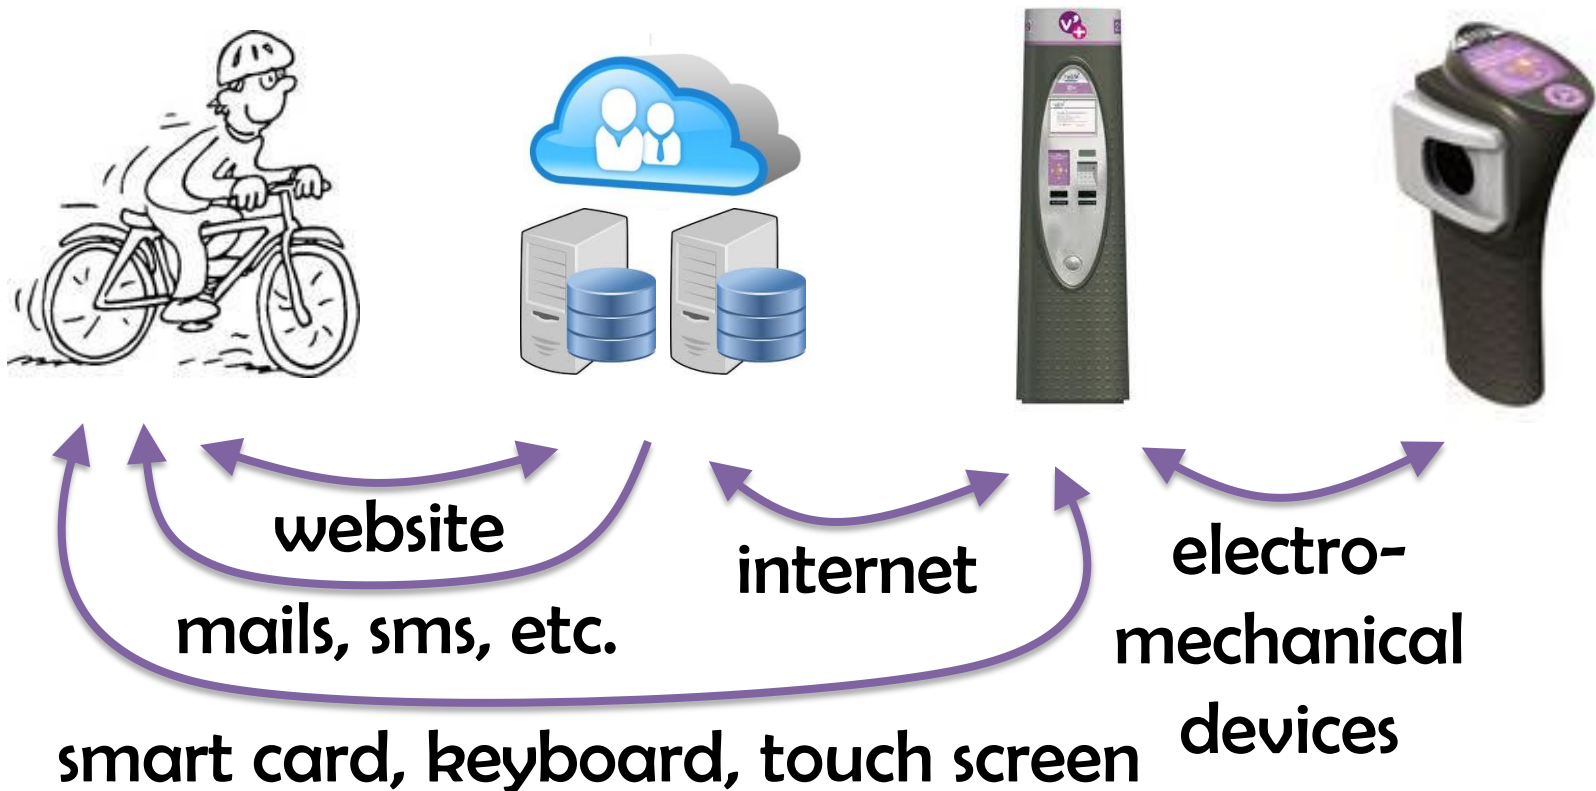 v'+
website
internet
electro-
mechanical
devices
mails, sms, etc.
smart card, keyboard, touch screen